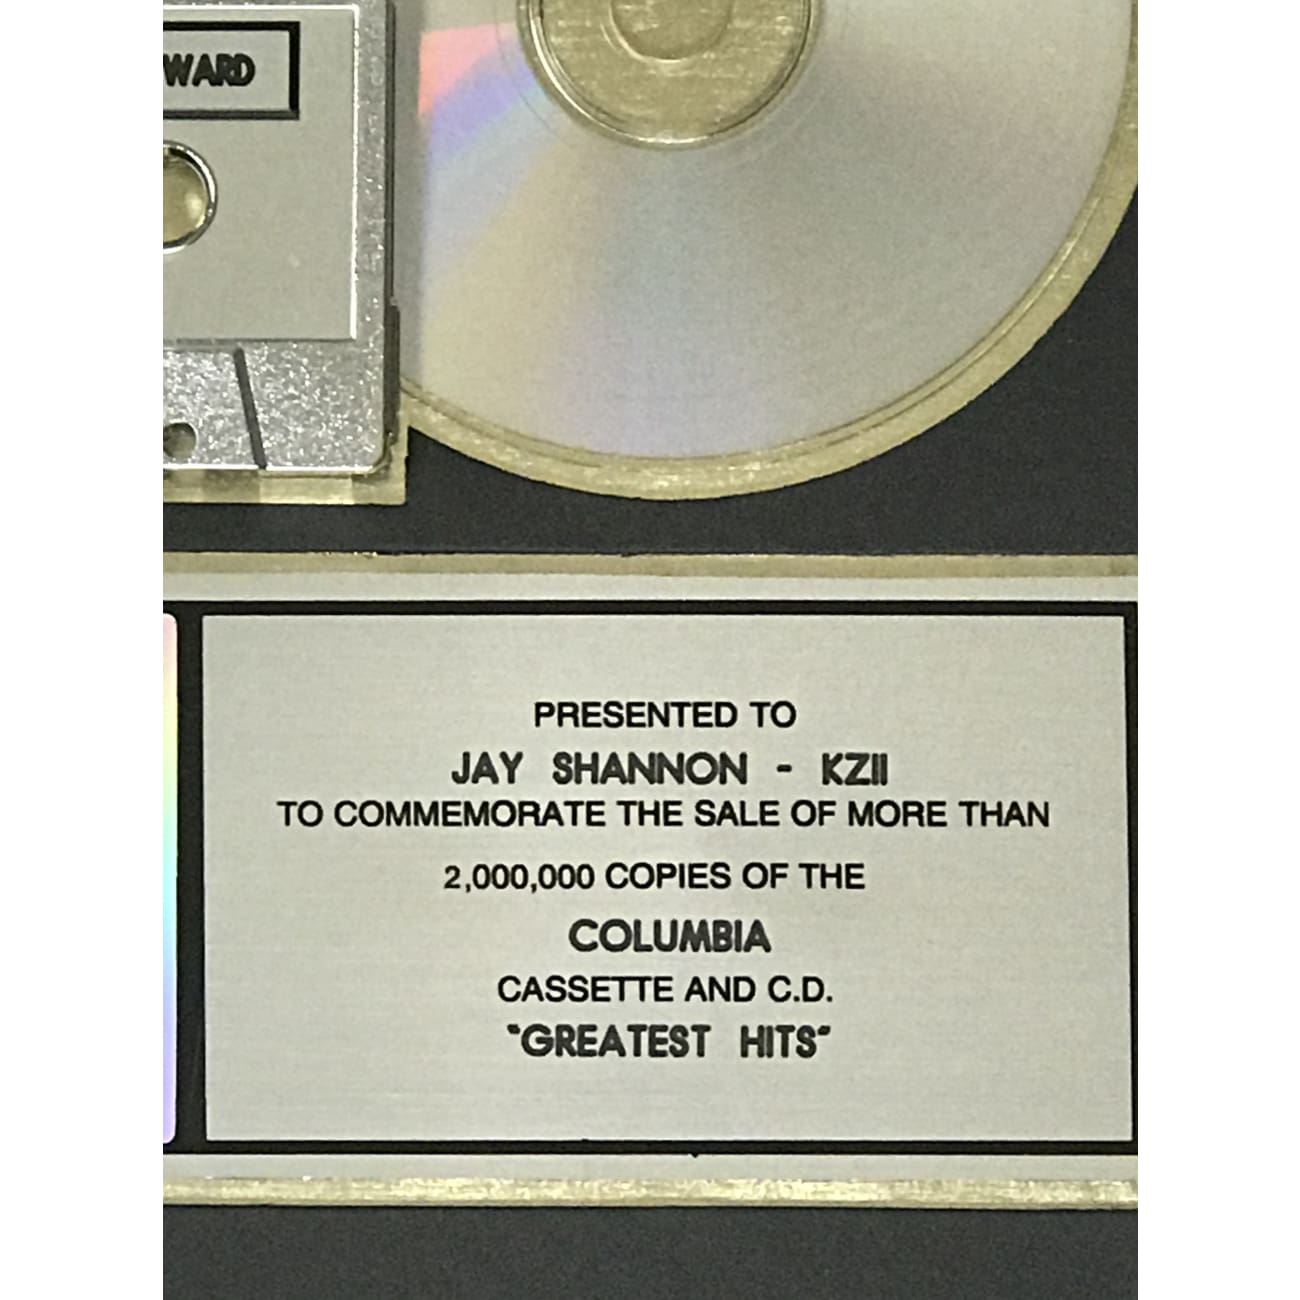 WARD
PRESENTED TO
JAY SHANNON - KZII
TO COMMEMORATE THE SALE OF MORE THAN
2,000,000 COPIES OF THE
COLUMBIA
CASSETTE AND C.D.
"GREATEST HITS"